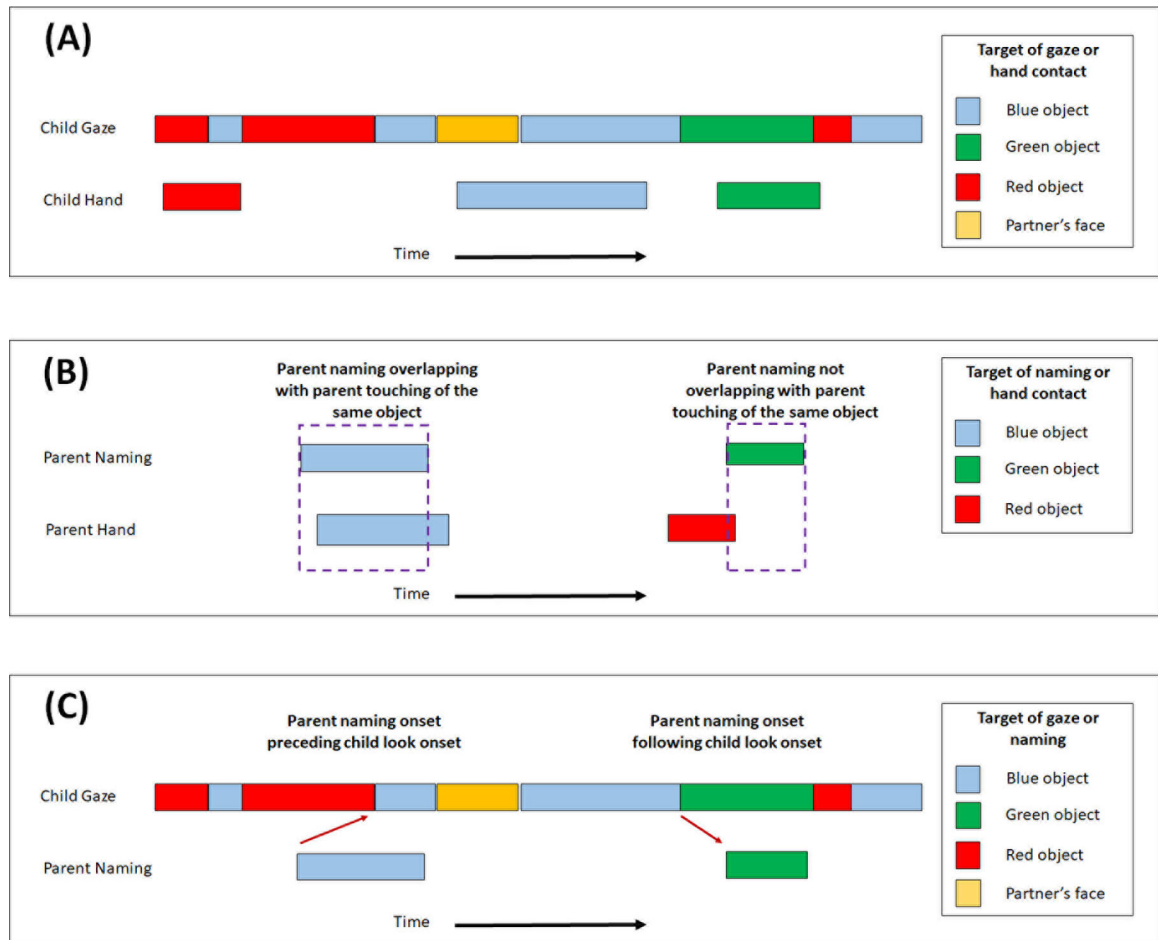 (A)
Child Gaze
Child Hand
Time
Target of gaze or
hand contact
Blue object
Green object
Red object
Partner's face
(B)
Parent naming overlapping
with parent touching of the
same object
Parent naming not
overlapping with parent
touching of the same object
Parent Naming
Parent Hand
Time
Target of naming or
hand contact
Blue object
Green object
Red object
(C)
Parent naming onset
preceding child look onset
Parent naming onset
following child look onset
Child Gaze
Parent Naming
Time
Target of gaze or
naming
Blue object
Green object
Red object
Partner's face